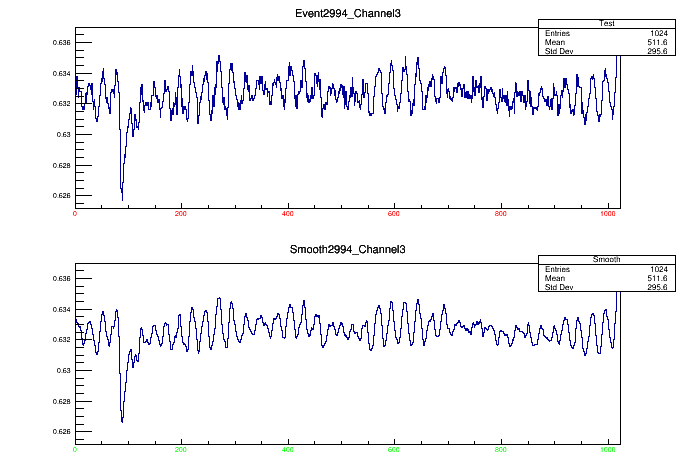 Event2994_Channel3
Test
Entries 1024
Mean 511.6
Std Dev 295.6
0.636
0.634
0.632
0.63
0.628
0.626
0 200 400 600 800 1000
Smooth2994_Channel3
Smooth
Entries 1024
Mean 511.6
Std Dev 295.6
0.636
0.634
0.632
0.63
0.628
0.626
0 200 400 600 800 1000